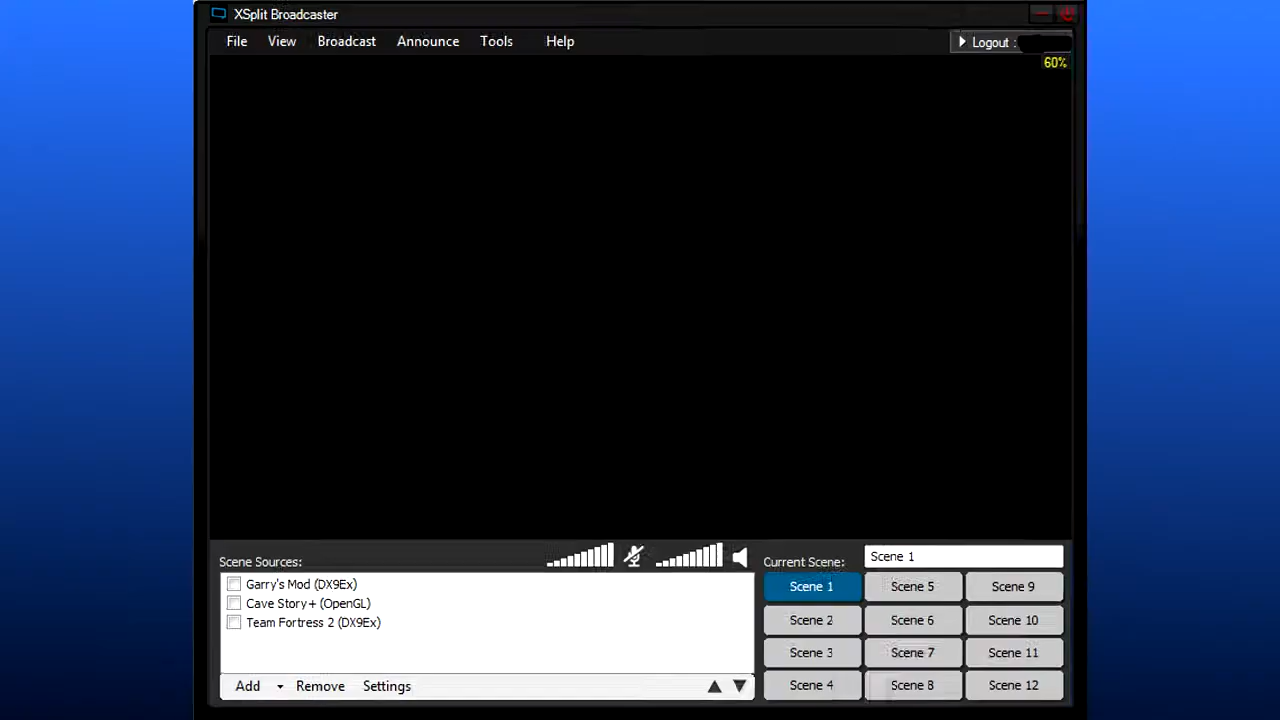 XSplit Broadcaster
File View Broadcast Announce Tools Help Logout :
60%
Scene Sources:
Garry's Mod (DX9Ex)
Cave Story+ (OpenGL)
Team Fortress 2 (DX9Ex)
Add Remove Settings
Current Scene: Scene 1
Scene 1 Scene 5 Scene 9
Scene 2 Scene 6 Scene 10
Scene 3 Scene 7 Scene 11
Scene 4 Scene 8 Scene 12